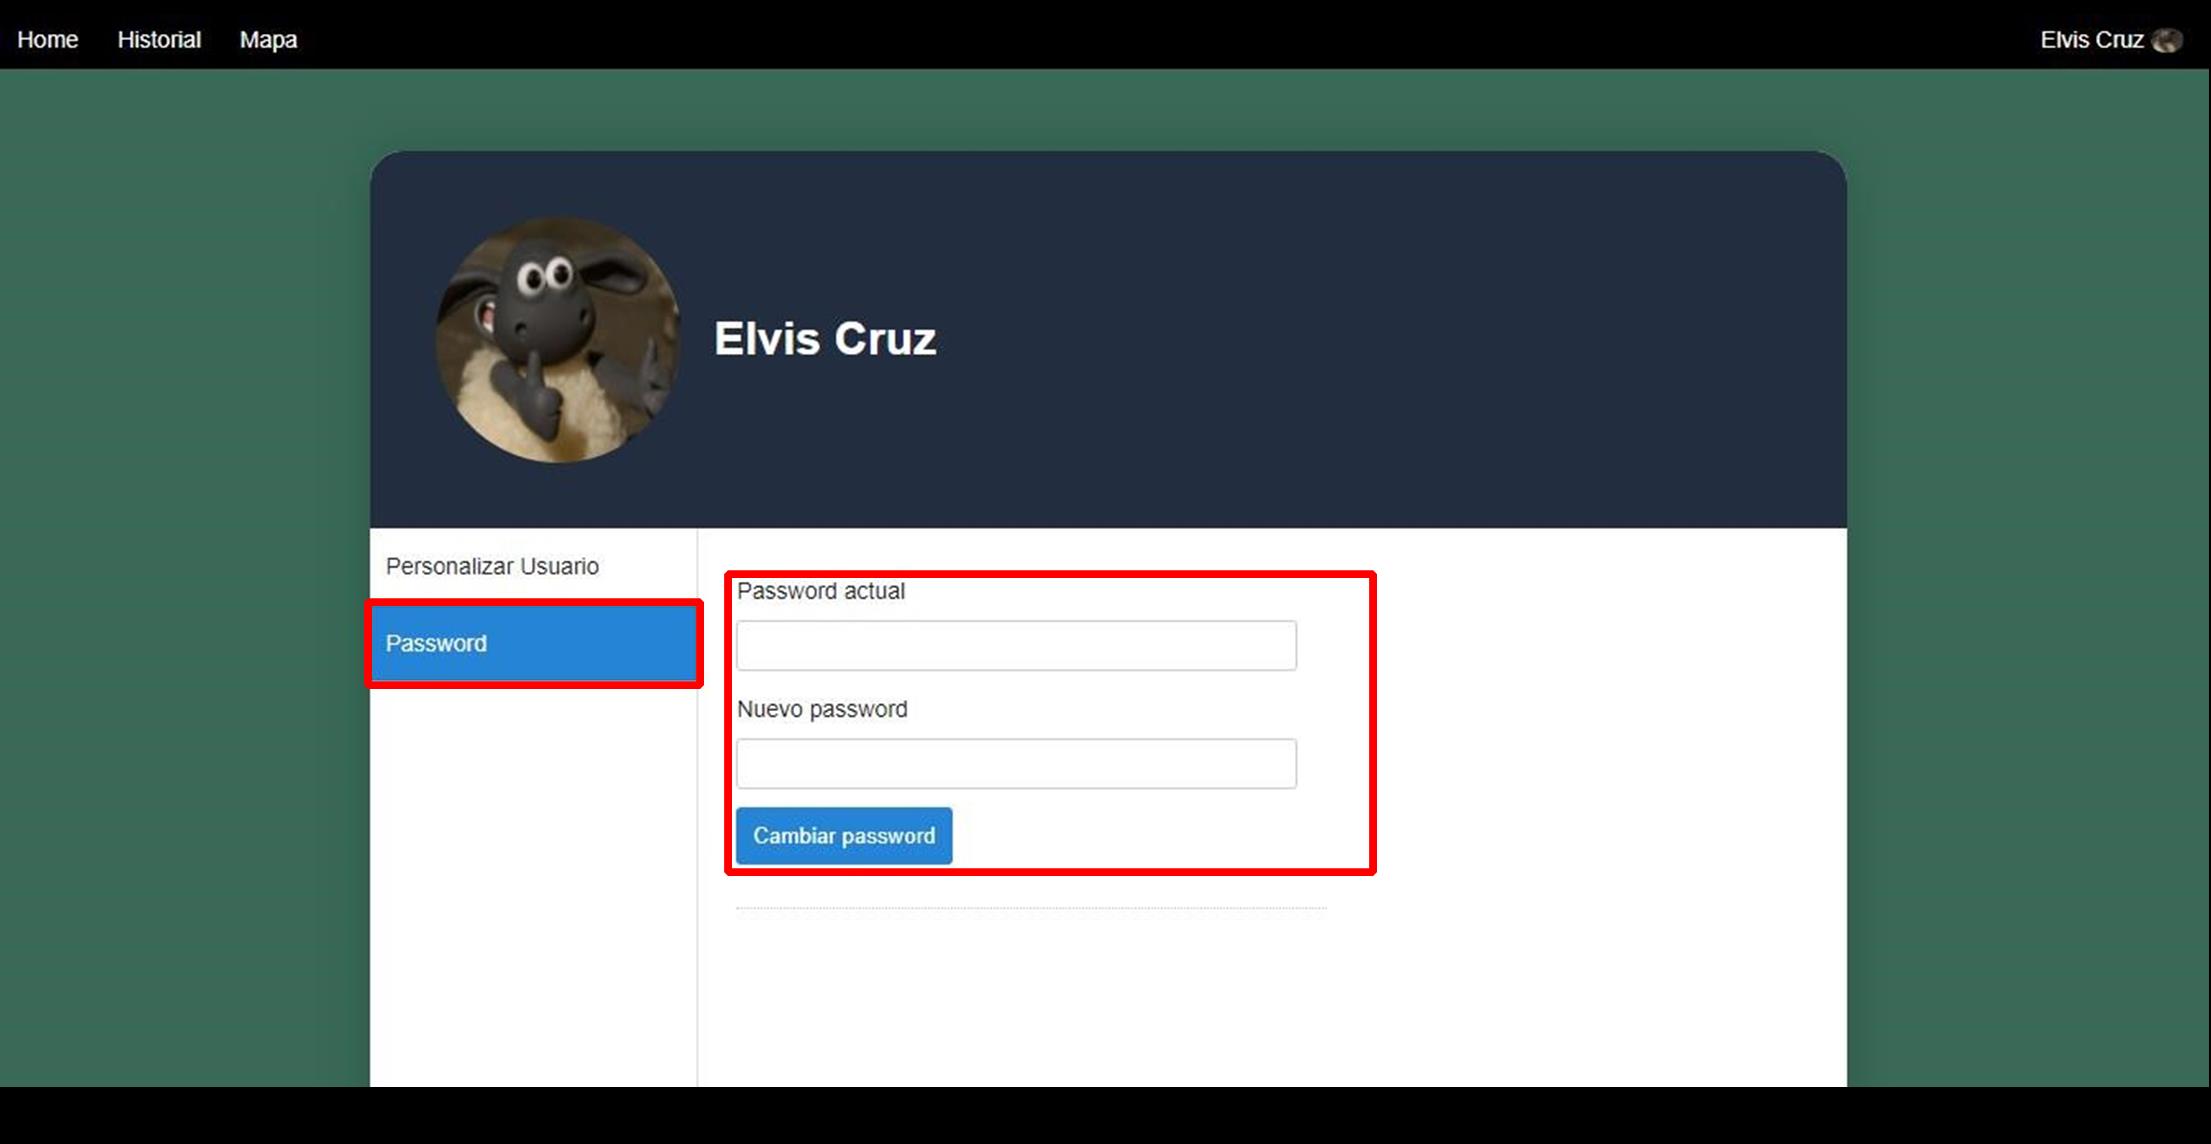 Home Historial Mapa Elvis Cruz
Elvis Cruz
Personalizar Usuario
Password
Password actual
Nuevo password
Cambiar password